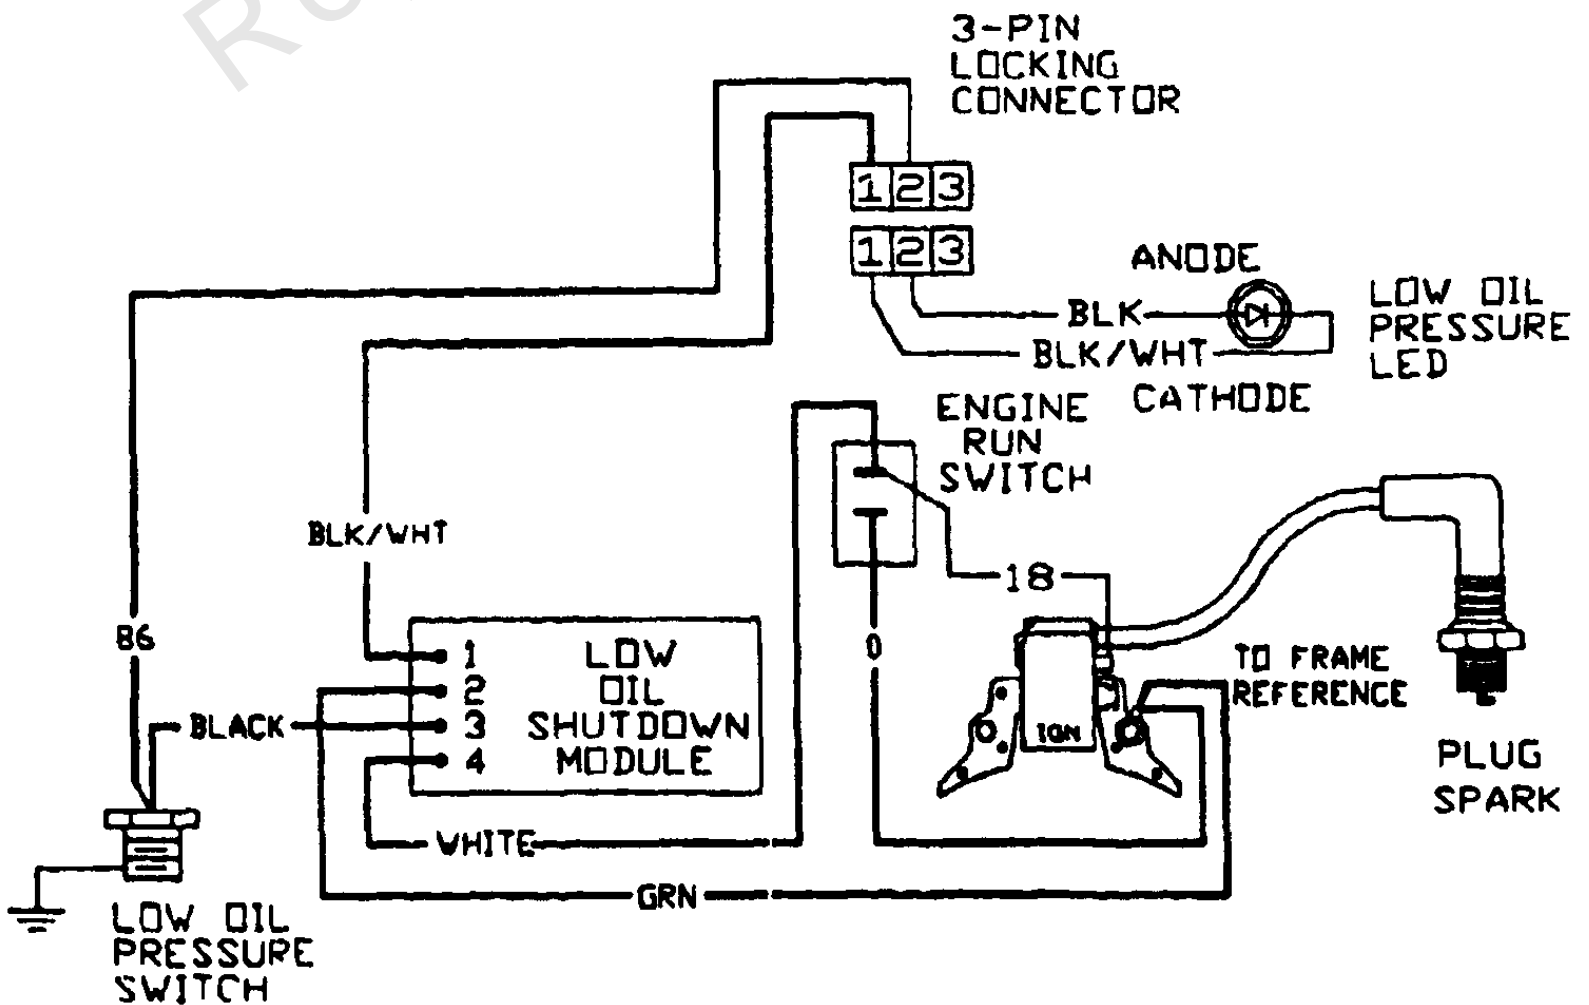 3-PIN
LOCKING
CONNECTOR
1 2 3
1 2 3
ANODE
BLK
BLK/WHT
CATHODE
LOW OIL
PRESSURE
LED
ENGINE
RUN
SWITCH
BLK/WHT
18
86
0
1
2
3
4
LOW
OIL
SHUTDOWN
MODULE
BLACK
WHITE
GRN
IGN
TO FRAME
REFERENCE
PLUG
SPARK
LOW OIL
PRESSURE
SWITCH